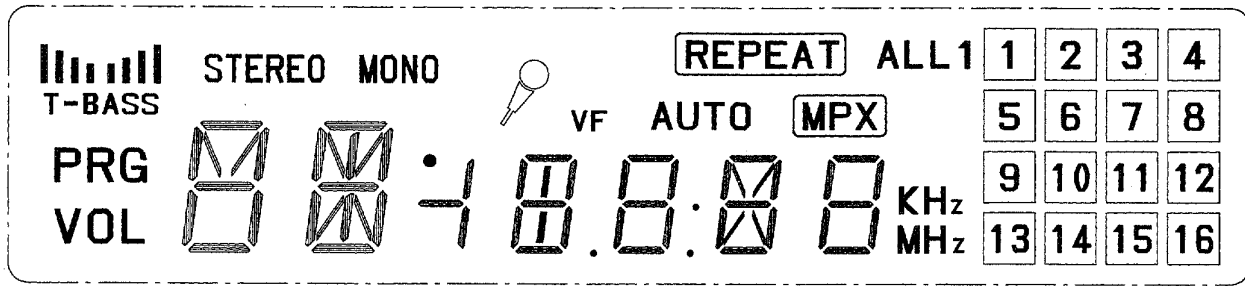 REPEAT ALL1 1 2 3 4
STEREO MONO
T-BASS
VF AUTO MPX 5 6 7 8
PRG 9 10 11 12
VOL KHz
MHz 13 14 15 16